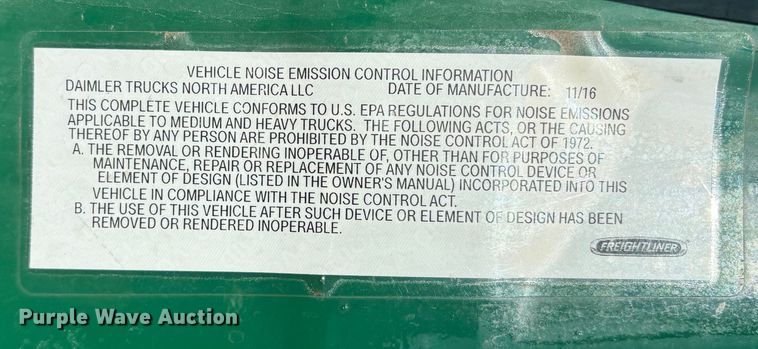 VEHICLE NOISE EMISSION CONTROL INFORMATION
DAIMLER TRUCKS NORTH AMERICA LLC DATE OF MANUFACTURE: 11/16
THIS COMPLETE VEHICLE CONFORMS TO U.S. EPA REGULATIONS FOR NOISE EMISSIONS
APPLICABLE TO MEDIUM AND HEAVY TRUCKS. THE FOLLOWING ACTS, OR THE CAUSING
THEREOF BY ANY PERSON ARE PROHIBITED BY THE NOISE CONTROL ACT OF 1972.
A. THE REMOVAL OR RENDERING INOPERABLE OF, OTHER THAN FOR PURPOSES OF
MAINTENANCE, REPAIR OR REPLACEMENT OF ANY NOISE CONTROL DEVICE OR
ELEMENT OF DESIGN (LISTED IN THE OWNER'S MANUAL) INCORPORATED INTO THIS
VEHICLE IN COMPLIANCE WITH THE NOISE CONTROL ACT.
B. THE USE OF THIS VEHICLE AFTER SUCH DEVICE OR ELEMENT OF DESIGN HAS BEEN
REMOVED OR RENDERED INOPERABLE.
FREIGHTLINER
Purple Wave Auction